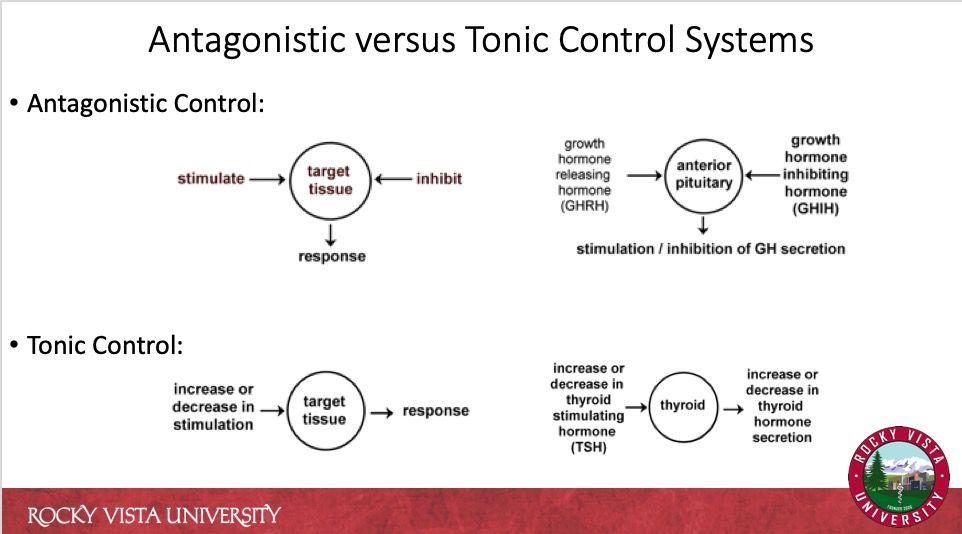 Antagonistic versus Tonic Control Systems
• Antagonistic Control:
stimulate
target
tissue
inhibit
response
growth
hormone
releasing
hormone
(GHRH)
anterior
pituitary
growth
hormone
inhibiting
hormone
(GHIH)
stimulation / inhibition of GH secretion
• Tonic Control:
increase or
decrease in
stimulation
target
tissue
response
increase or
decrease in
thyroid
stimulating
hormone
(TSH)
thyroid
increase or
decrease in
thyroid
hormone
secretion
ROCKY VISTA UNIVERSITY
ROCKY VISTA
UNIVERSITY